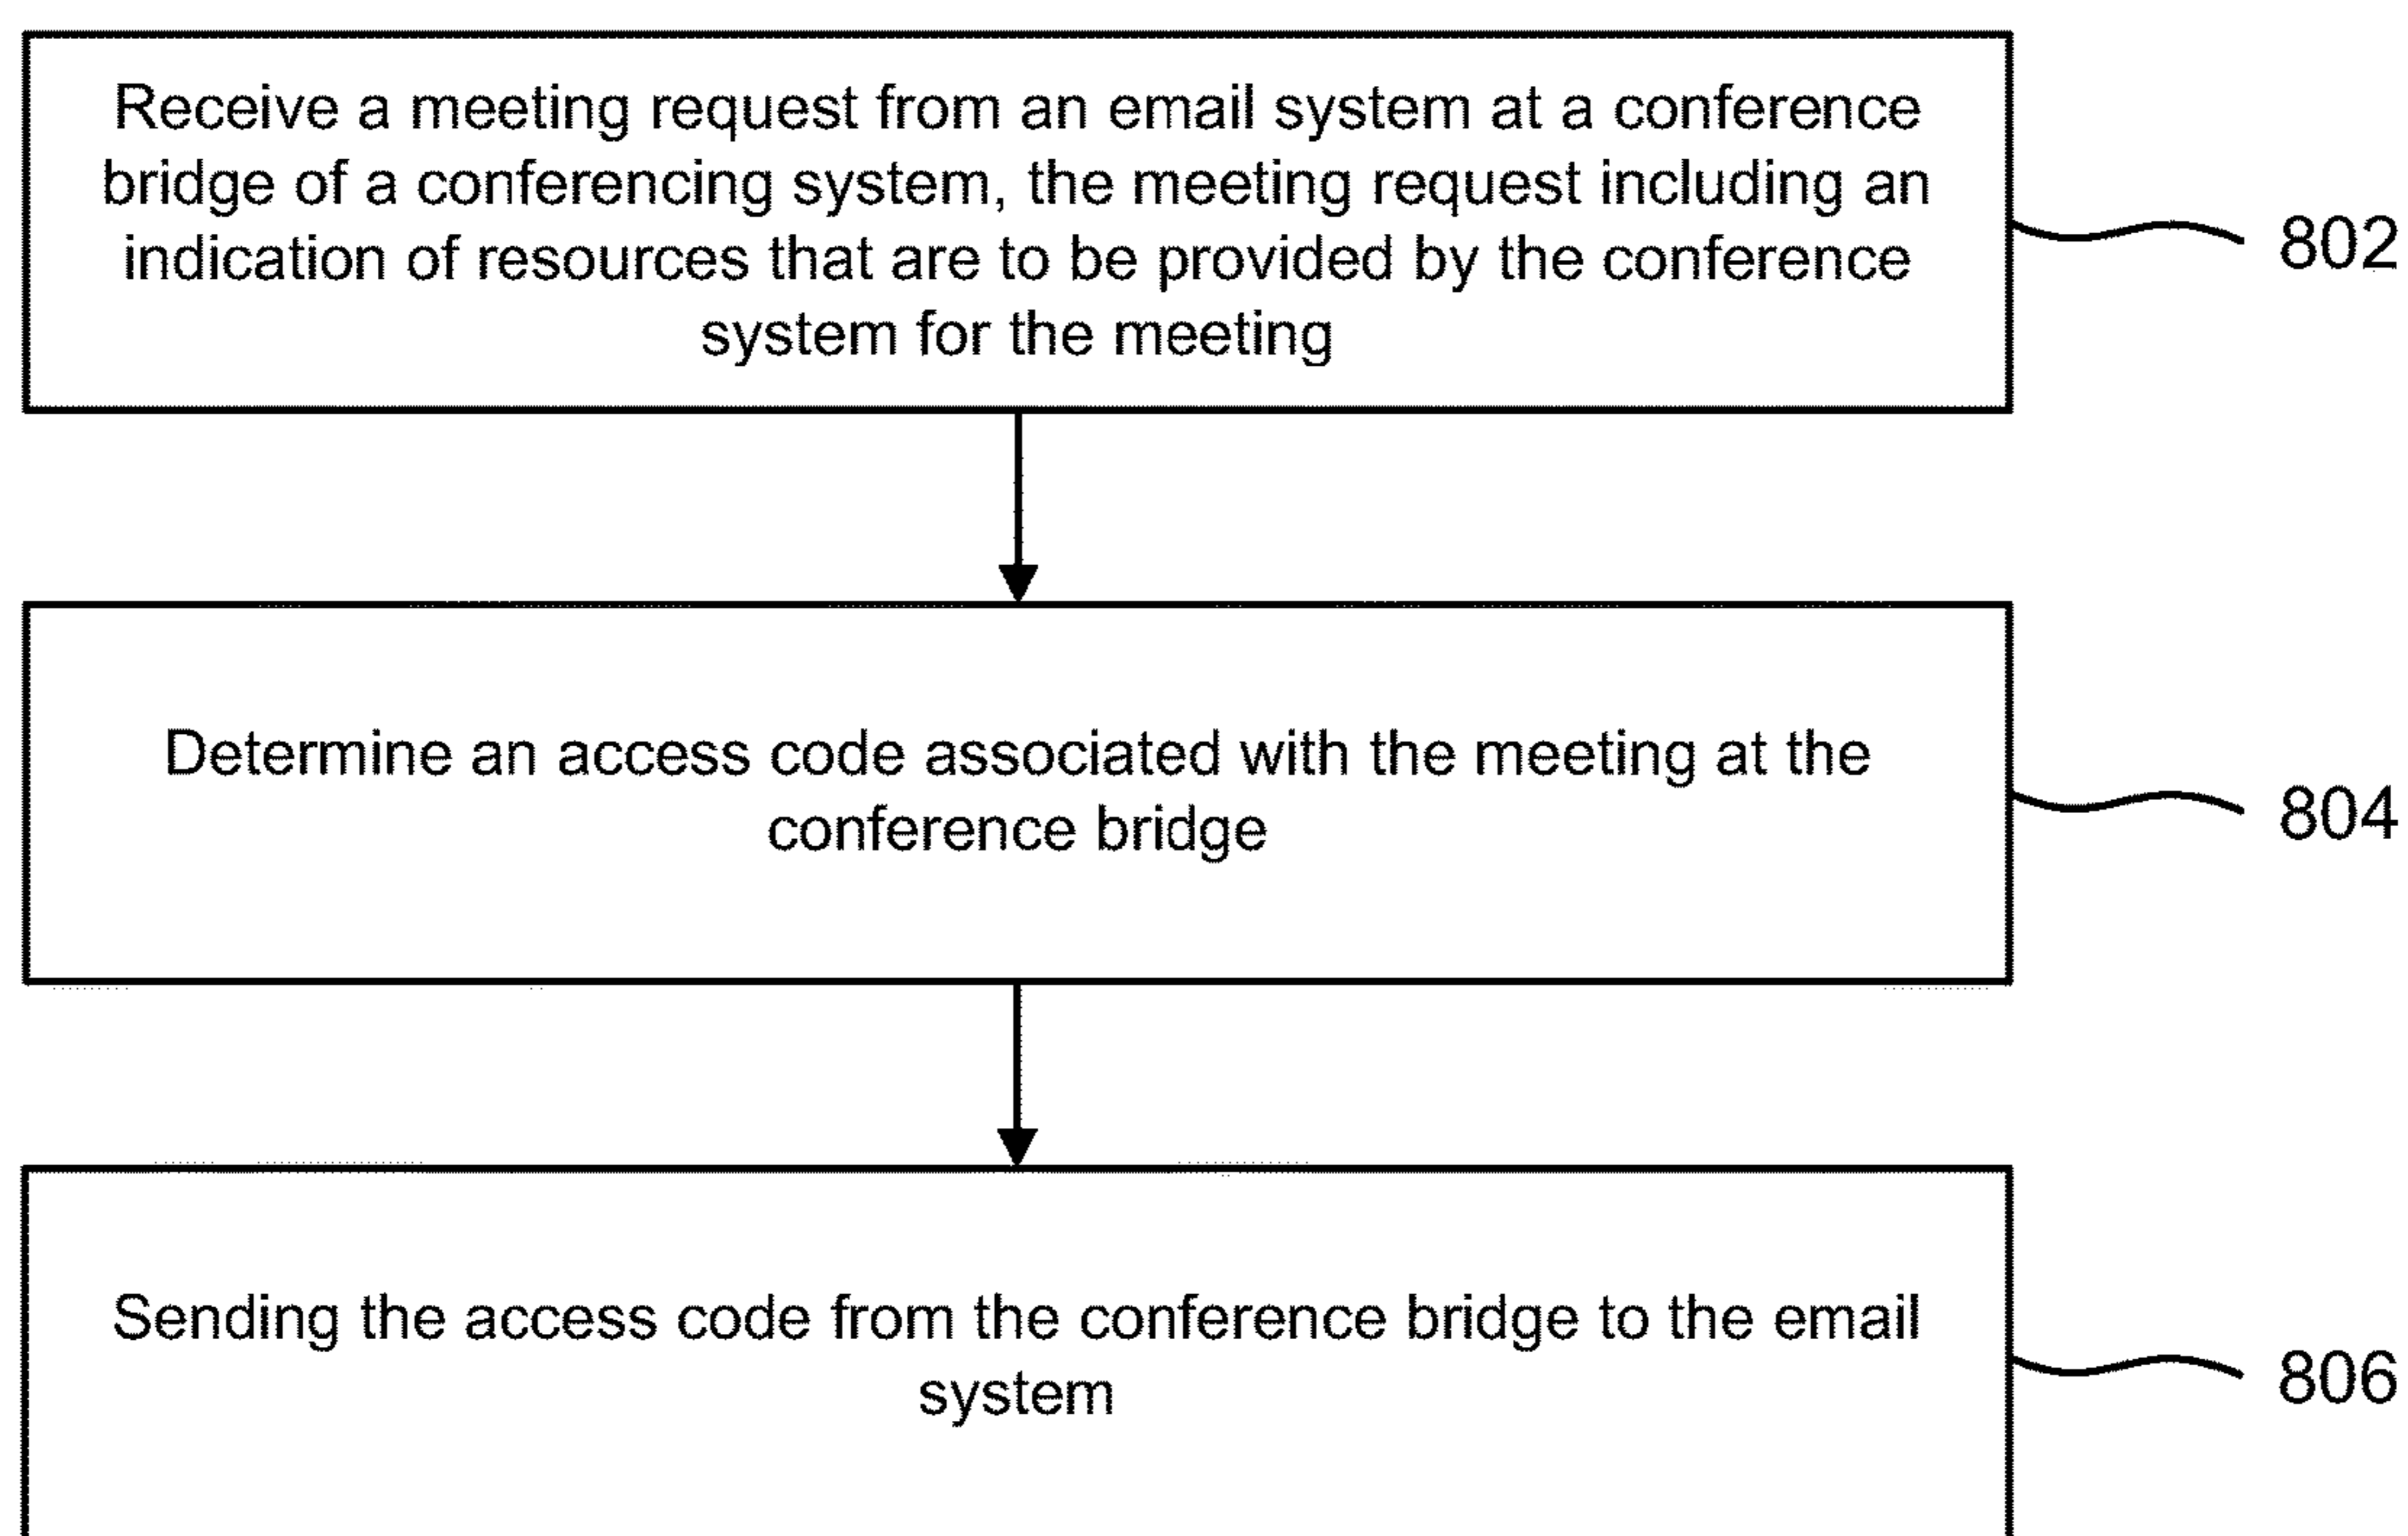 Receive a meeting request from an email system at a conference
bridge of a conferencing system, the meeting request including an
indication of resources that are to be provided by the conference
system for the meeting
802
Determine an access code associated with the meeting at the
conference bridge
804
Sending the access code from the conference bridge to the email
system
806